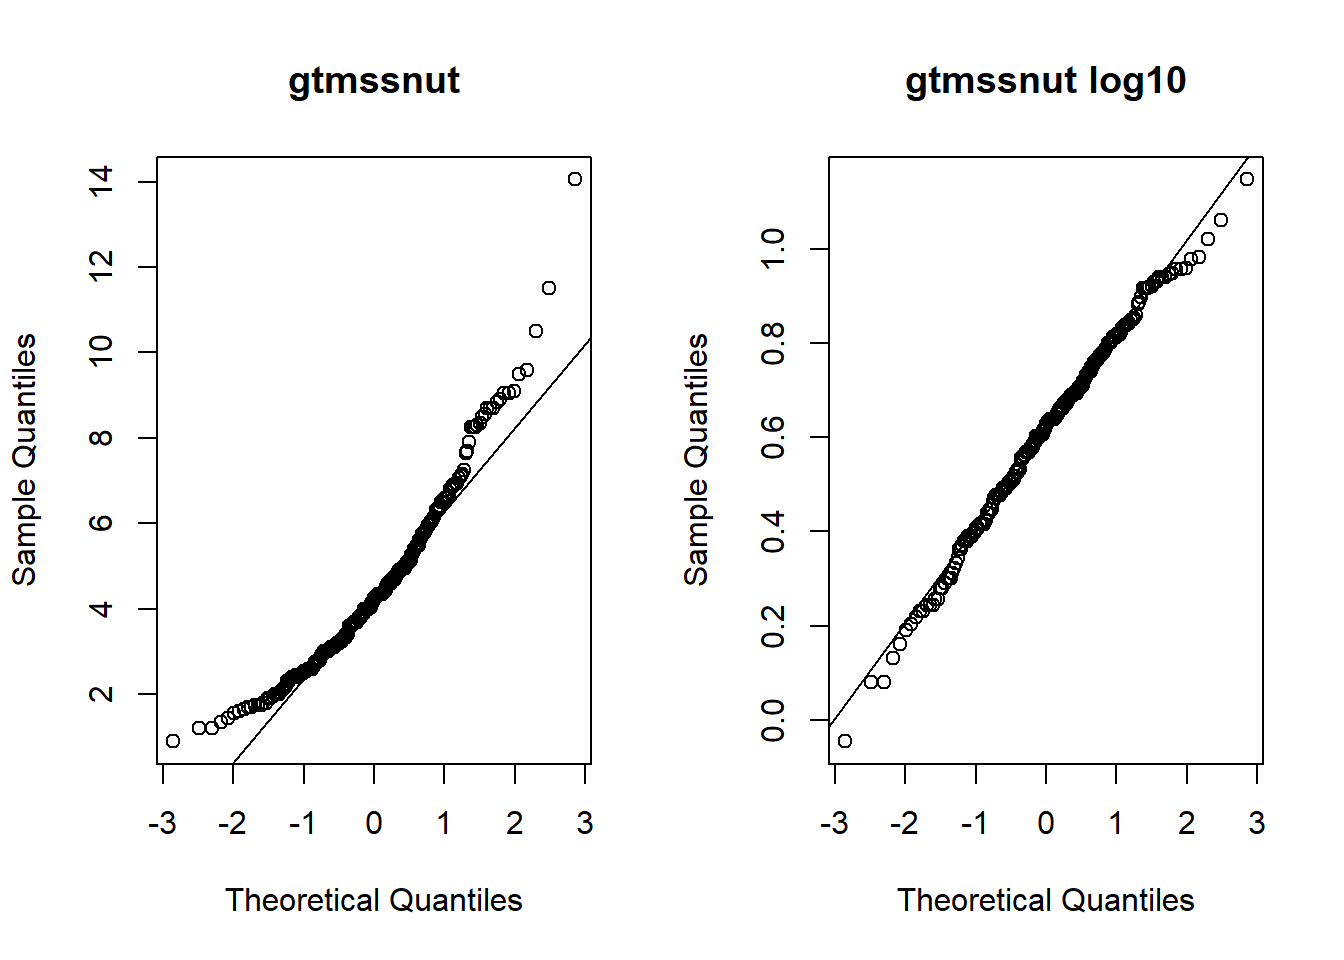 gtmssnut
Sample Quantiles
14
12
10
8
6
4
2
-3 -2 -1 0 1 2 3
Theoretical Quantiles
gtmssnut log10
Sample Quantiles
1.0
0.8
0.6
0.4
0.2
0.0
-3 -2 -1 0 1 2 3
Theoretical Quantiles